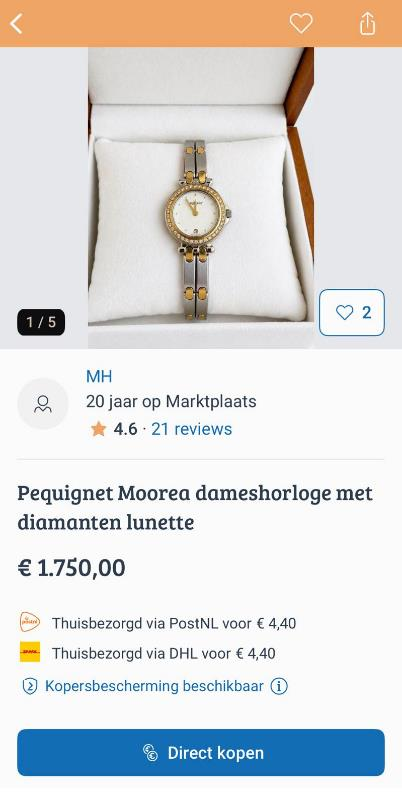 1 / 5
2
MH
20 jaar op Marktplaats
4.6 · 21 reviews
Pequignet Moorea dameshorloge met
diamanten lunette
€ 1.750,00
Thuisbezorgd via PostNL voor € 4,40
Thuisbezorgd via DHL voor € 4,40
Kopersbescherming beschikbaar
Direct kopen